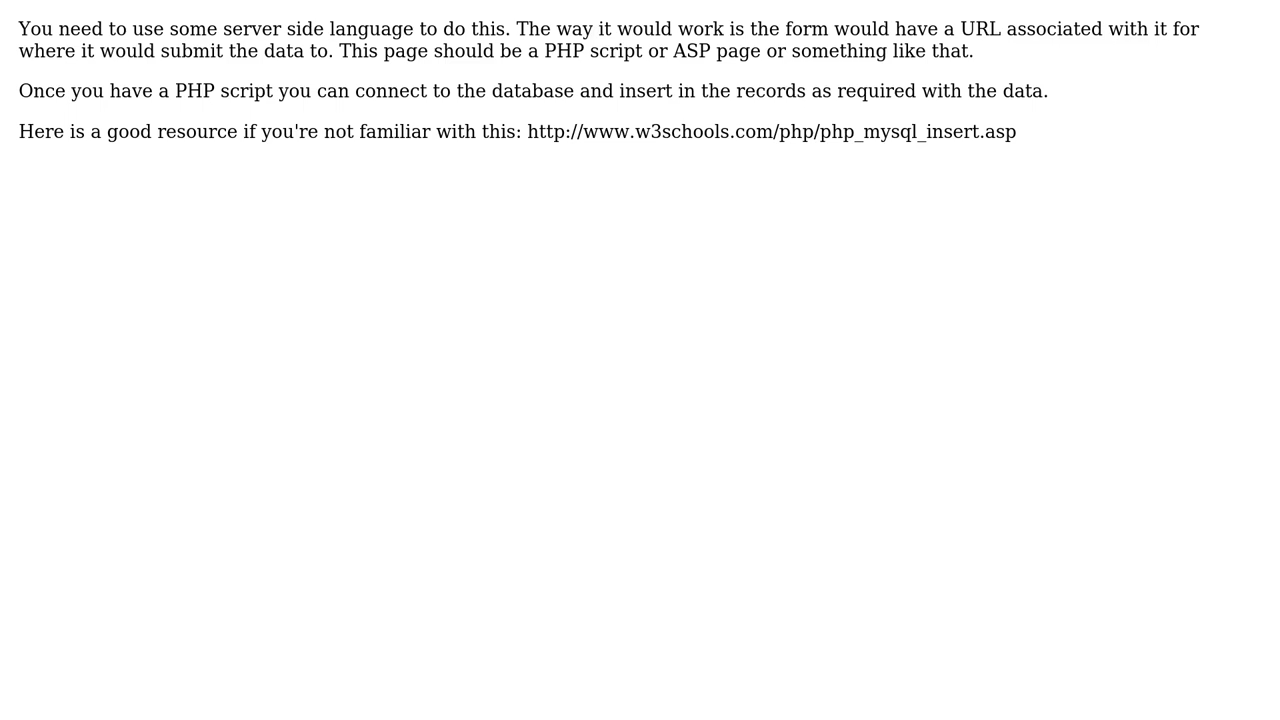 You need to use some server side language to do this. The way it would work is the form would have a URL associated with it for
where it would submit the data to. This page should be a PHP script or ASP page or something like that.
Once you have a PHP script you can connect to the database and insert in the records as required with the data.
Here is a good resource if you're not familiar with this: http://www.w3schools.com/php/php_mysql_insert.asp